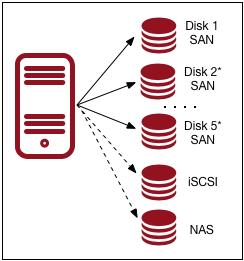 Disk 1
SAN
Disk 2*
SAN
. . . .
Disk 5*
SAN
iSCSI
NAS